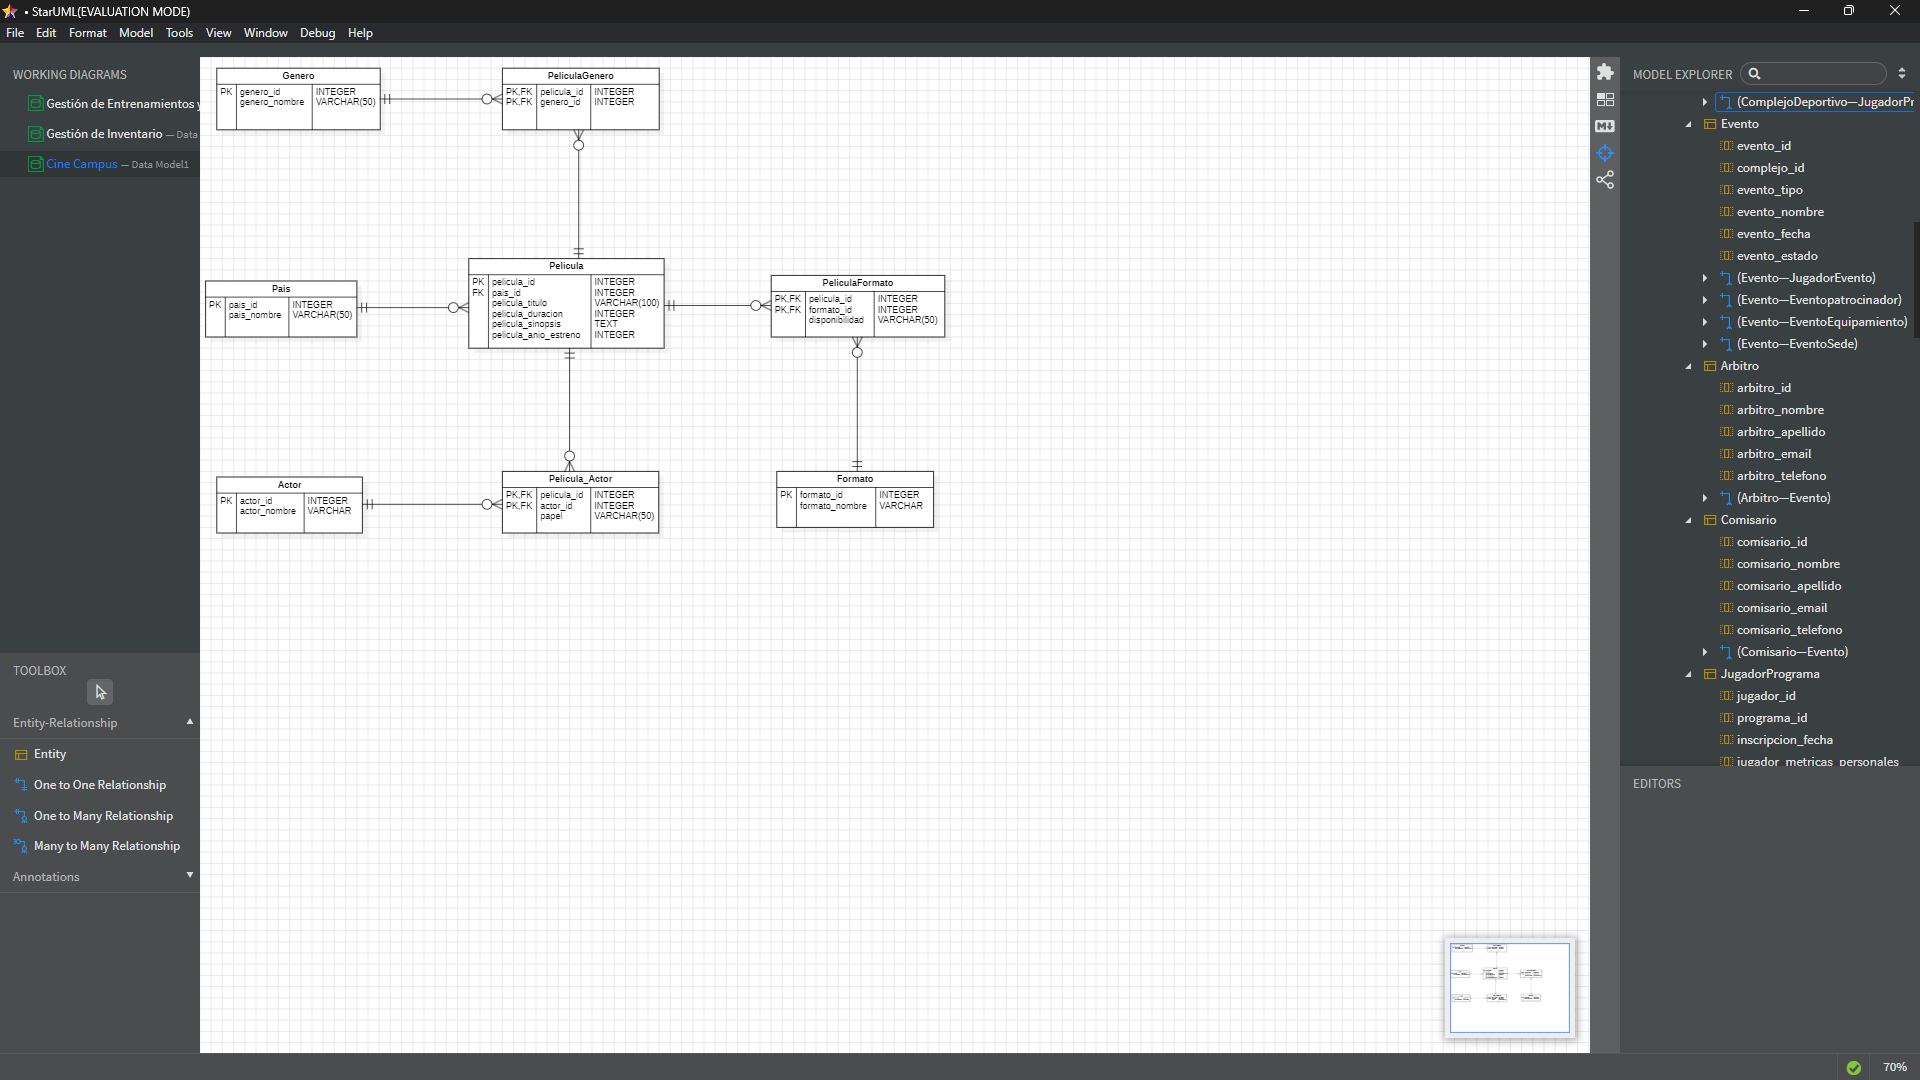 • StarUML(EVALUATION MODE)
File Edit Format Model Tools View Window Debug Help
WORKING DIAGRAMS
Gestión de Entrenamientos y
Gestión de Inventario — Data
Cine Campus — Data Model1
TOOLBOX
Entity-Relationship
Entity
One to One Relationship
One to Many Relationship
Many to Many Relationship
Annotations
Genero
PK genero_id INTEGER
genero_nombre VARCHAR(50)
PeliculaGenero
PK,FK pelicula_id INTEGER
PK,FK genero_id INTEGER
Pais
PK pais_id INTEGER
pais_nombre VARCHAR(50)
Pelicula
PK pelicula_id INTEGER
FK pais_id INTEGER
pelicula_titulo VARCHAR(100)
pelicula_duracion INTEGER
pelicula_sinopsis TEXT
pelicula_anio_estreno INTEGER
PeliculaFormato
PK,FK pelicula_id INTEGER
PK,FK formato_id INTEGER
disponibilidad VARCHAR(50)
Actor
PK actor_id INTEGER
actor_nombre VARCHAR
Pelicula_Actor
PK,FK pelicula_id INTEGER
PK,FK actor_id INTEGER
papel VARCHAR(50)
Formato
PK formato_id INTEGER
formato_nombre VARCHAR
MODEL EXPLORER
(ComplejoDeportivo—JugadorPr
Evento
evento_id
complejo_id
evento_tipo
evento_nombre
evento_fecha
evento_estado
(Evento—JugadorEvento)
(Evento—Eventopatrocinador)
(Evento—EventoEquipamiento)
(Evento—EventoSede)
Arbitro
arbitro_id
arbitro_nombre
arbitro_apellido
arbitro_email
arbitro_telefono
(Arbitro—Evento)
Comisario
comisario_id
comisario_nombre
comisario_apellido
comisario_email
comisario_telefono
(Comisario—Evento)
JugadorPrograma
jugador_id
programa_id
inscripcion_fecha
jugador_metricas_personales
EDITORS
70%